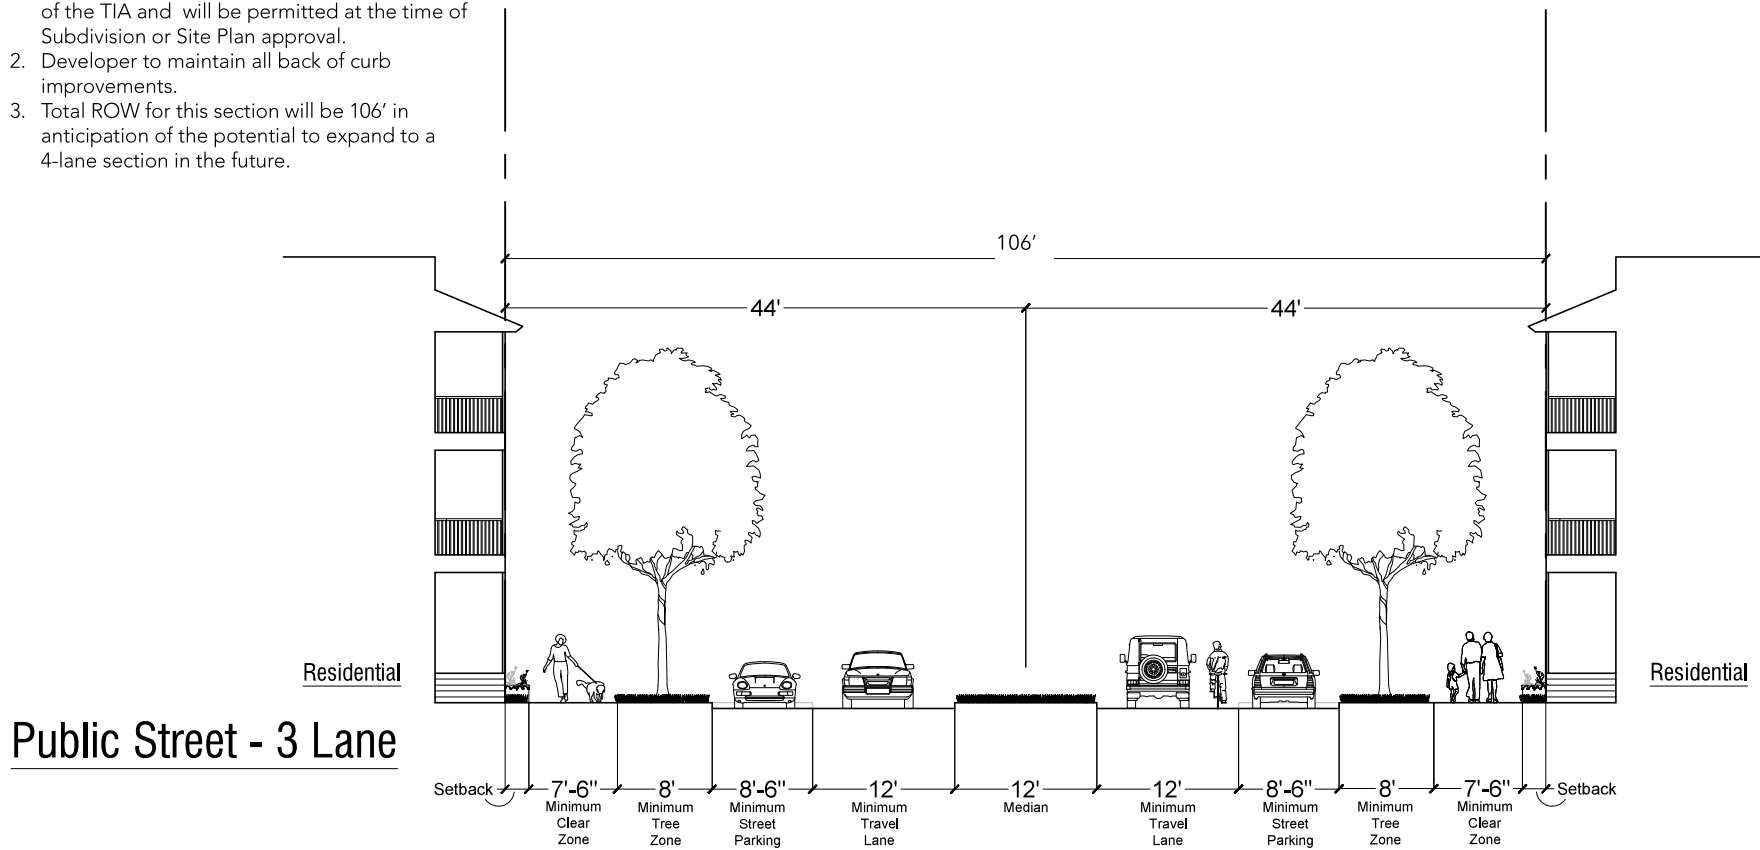 of the TIA and  will be permitted at the time of
Subdivision or Site Plan approval.
2. Developer to maintain all back of curb
improvements.
3. Total ROW for this section will be 106’ in
anticipation of the potential to expand to a
4-lane section in the future.
106’
44'
44'
Residential
Residential
Public Street - 3 Lane
Setback
7'-6"
Minimum
Clear
Zone
8'
Minimum
Tree
Zone
8'-6"
Minimum
Street
Parking
12'
Minimum
Travel
Lane
12'
Median
12'
Minimum
Travel
Lane
8'-6"
Minimum
Street
Parking
8'
Minimum
Tree
Zone
7'-6"
Minimum
Clear
Zone
Setback